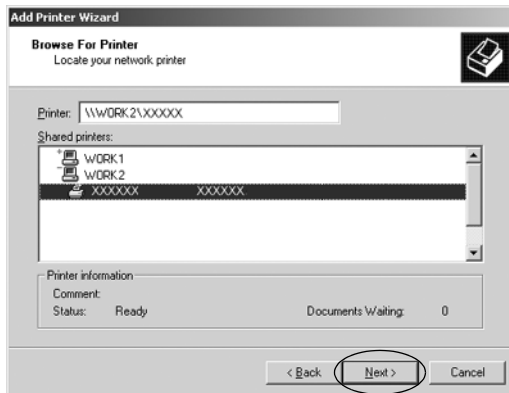 Add Printer Wizard
Browse For Printer
Locate your network printer
Printer: \\WORK2\XXXXX
Shared printers:
WORK1
WORK2
XXXXXX XXXXXX
Printer information
Comment:
Status: Ready Documents Waiting: 0
< Back Next > Cancel